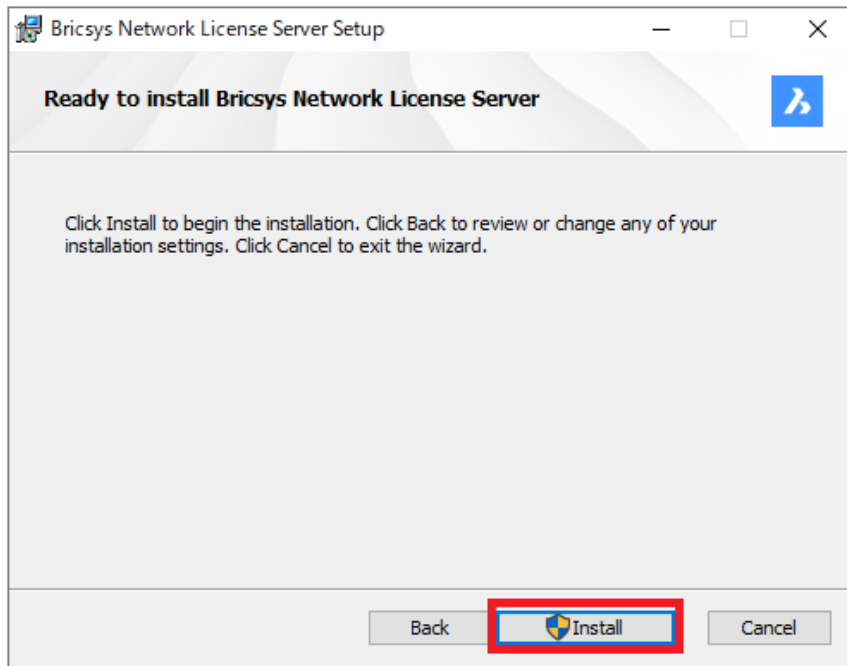 Bricsys Network License Server Setup
Ready to install Bricsys Network License Server
Click Install to begin the installation. Click Back to review or change any of your
installation settings. Click Cancel to exit the wizard.
Back Install Cancel